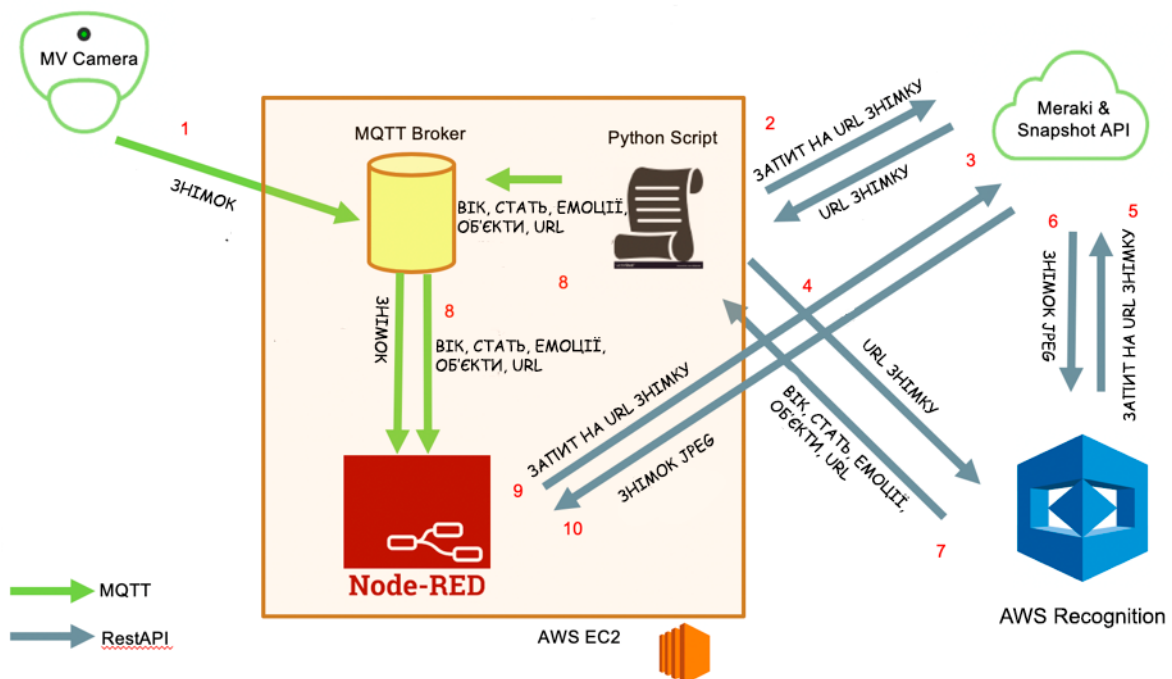 MV Camera
1
ЗНІМОК
MQTT Broker
Python Script
ВІК, СТАТЬ, ЕМОЦІЇ,
ОБ'ЄКТИ, URL
8
ЗНІМОК
8
ВІК, СТАТЬ, ЕМОЦІЇ,
ОБ'ЄКТИ, URL
Node-RED
2
ЗАПИТ НА URL ЗНІМКУ
3
URL ЗНІМКУ
Meraki &
Snapshot API
4
URL ЗНІМКУ
6
ЗНІМОК JPEG
5
ЗАПИТ НА URL ЗНІМКУ
ВІК, СТАТЬ, ЕМОЦІЇ,
ОБ'ЄКТИ, URL
7
9
ЗАПИТ НА URL ЗНІМКУ
10
ЗНІМОК JPEG
AWS Recognition
MQTT
RestAPI
AWS EC2